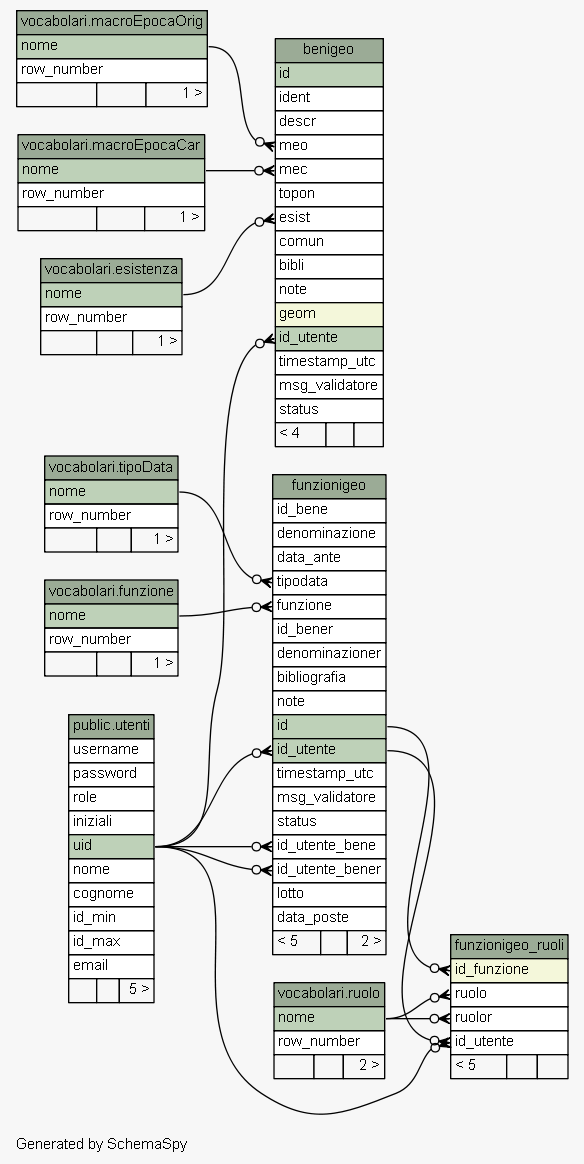 vocabolari.macroEpocaOrig
nome
row_number
1 >
benigeo
id
ident
descr
meo
mec
topon
esist
comun
bibli
note
geom
id_utente
timestamp_utc
msg_validatore
status
< 4
vocabolari.macroEpocaCar
nome
row_number
1 >
vocabolari.esistenza
nome
row_number
1 >
vocabolari.tipoData
nome
row_number
1 >
funzionigeo
id_bene
denominazione
data_ante
tipodata
funzione
id_bener
denominazioner
bibliografia
note
id
id_utente
timestamp_utc
msg_validatore
status
id_utente_bene
id_utente_bener
lotto
data_poste
< 5
2 >
vocabolari.funzione
nome
row_number
1 >
public.utenti
username
password
role
iniziali
uid
nome
cognome
id_min
id_max
email
5 >
funzionigeo_ruoli
id_funzione
ruolo
ruolor
id_utente
< 5
vocabolari.ruolo
nome
row_number
2 >
Generated by SchemaSpy